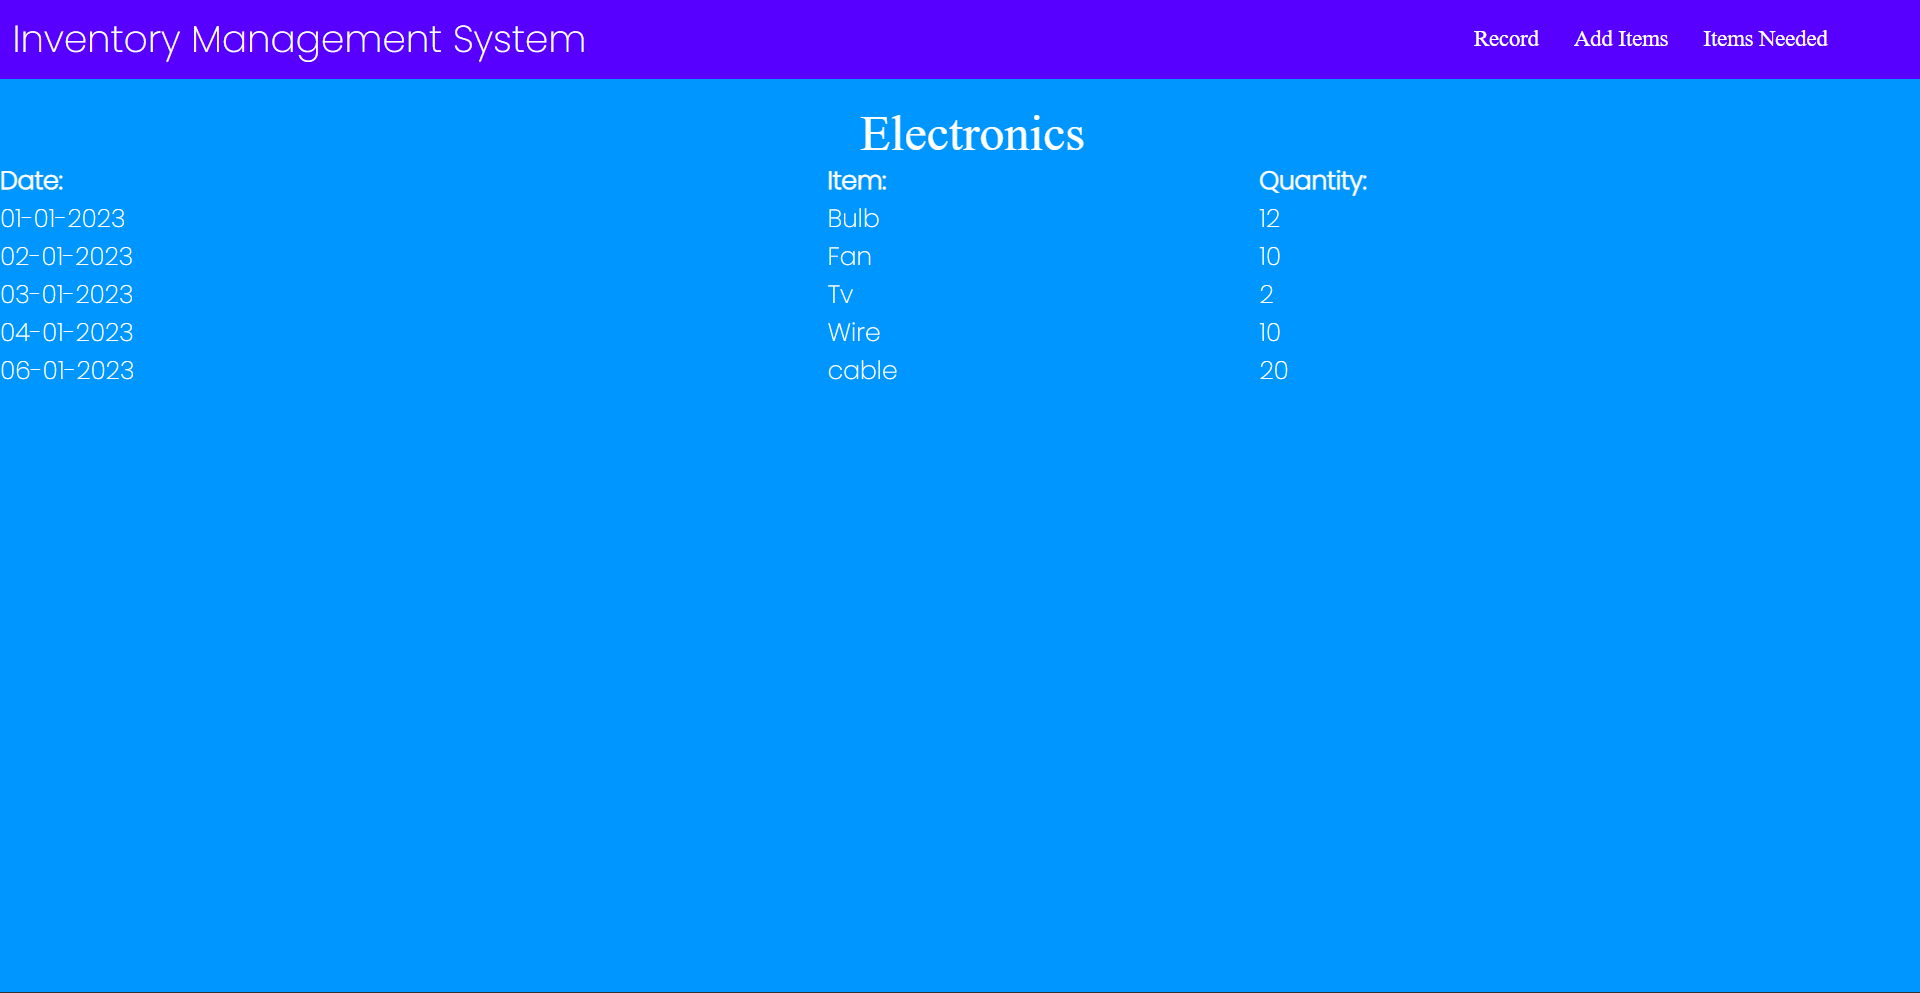 Inventory Management System Record Add Items Items Needed
Electronics
Date: Item: Quantity:
01-01-2023 Bulb 12
02-01-2023 Fan 10
03-01-2023 Tv 2
04-01-2023 Wire 10
06-01-2023 cable 20